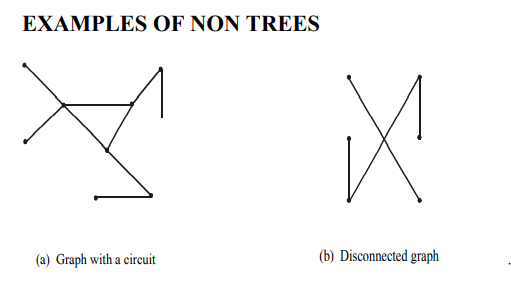 EXAMPLES OF NON TREES
(a) Graph with a circuit
(b) Disconnected graph
.